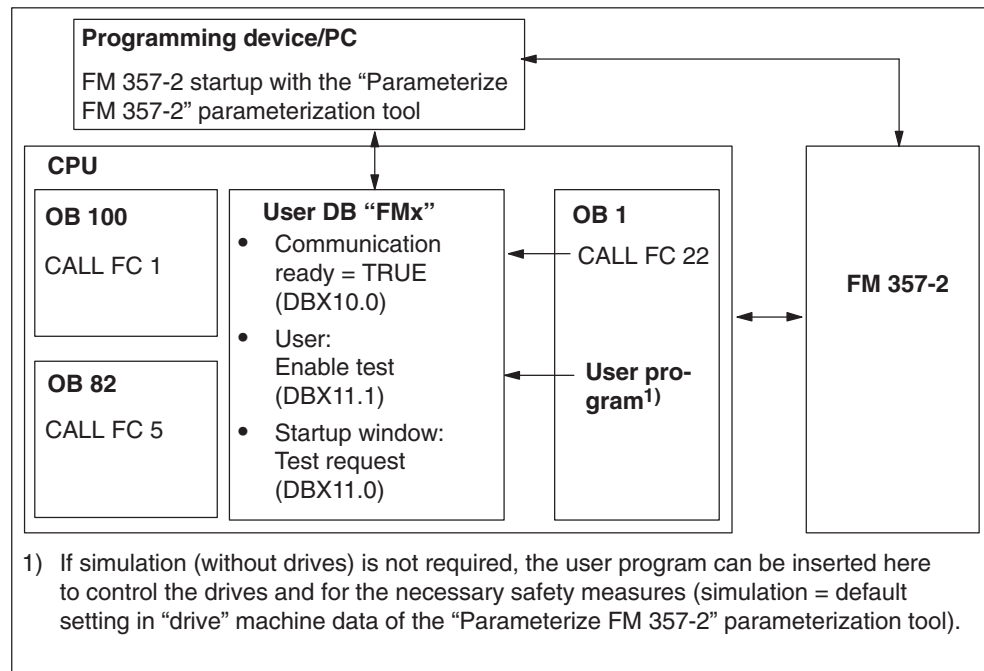 Programming device/PC
FM 357-2 startup with the “Parameterize
FM 357-2” parameterization tool
CPU
OB 100
CALL FC 1
OB 82
CALL FC 5
User DB “FMx”
• Communication
ready = TRUE
(DBX10.0)
• User:
Enable test
(DBX11.1)
• Startup window:
Test request
(DBX11.0)
OB 1
CALL FC 22
User pro-
gram1)
FM 357-2
1) If simulation (without drives) is not required, the user program can be inserted here
to control the drives and for the necessary safety measures (simulation = default
setting in “drive” machine data of the “Parameterize FM 357-2” parameterization tool).